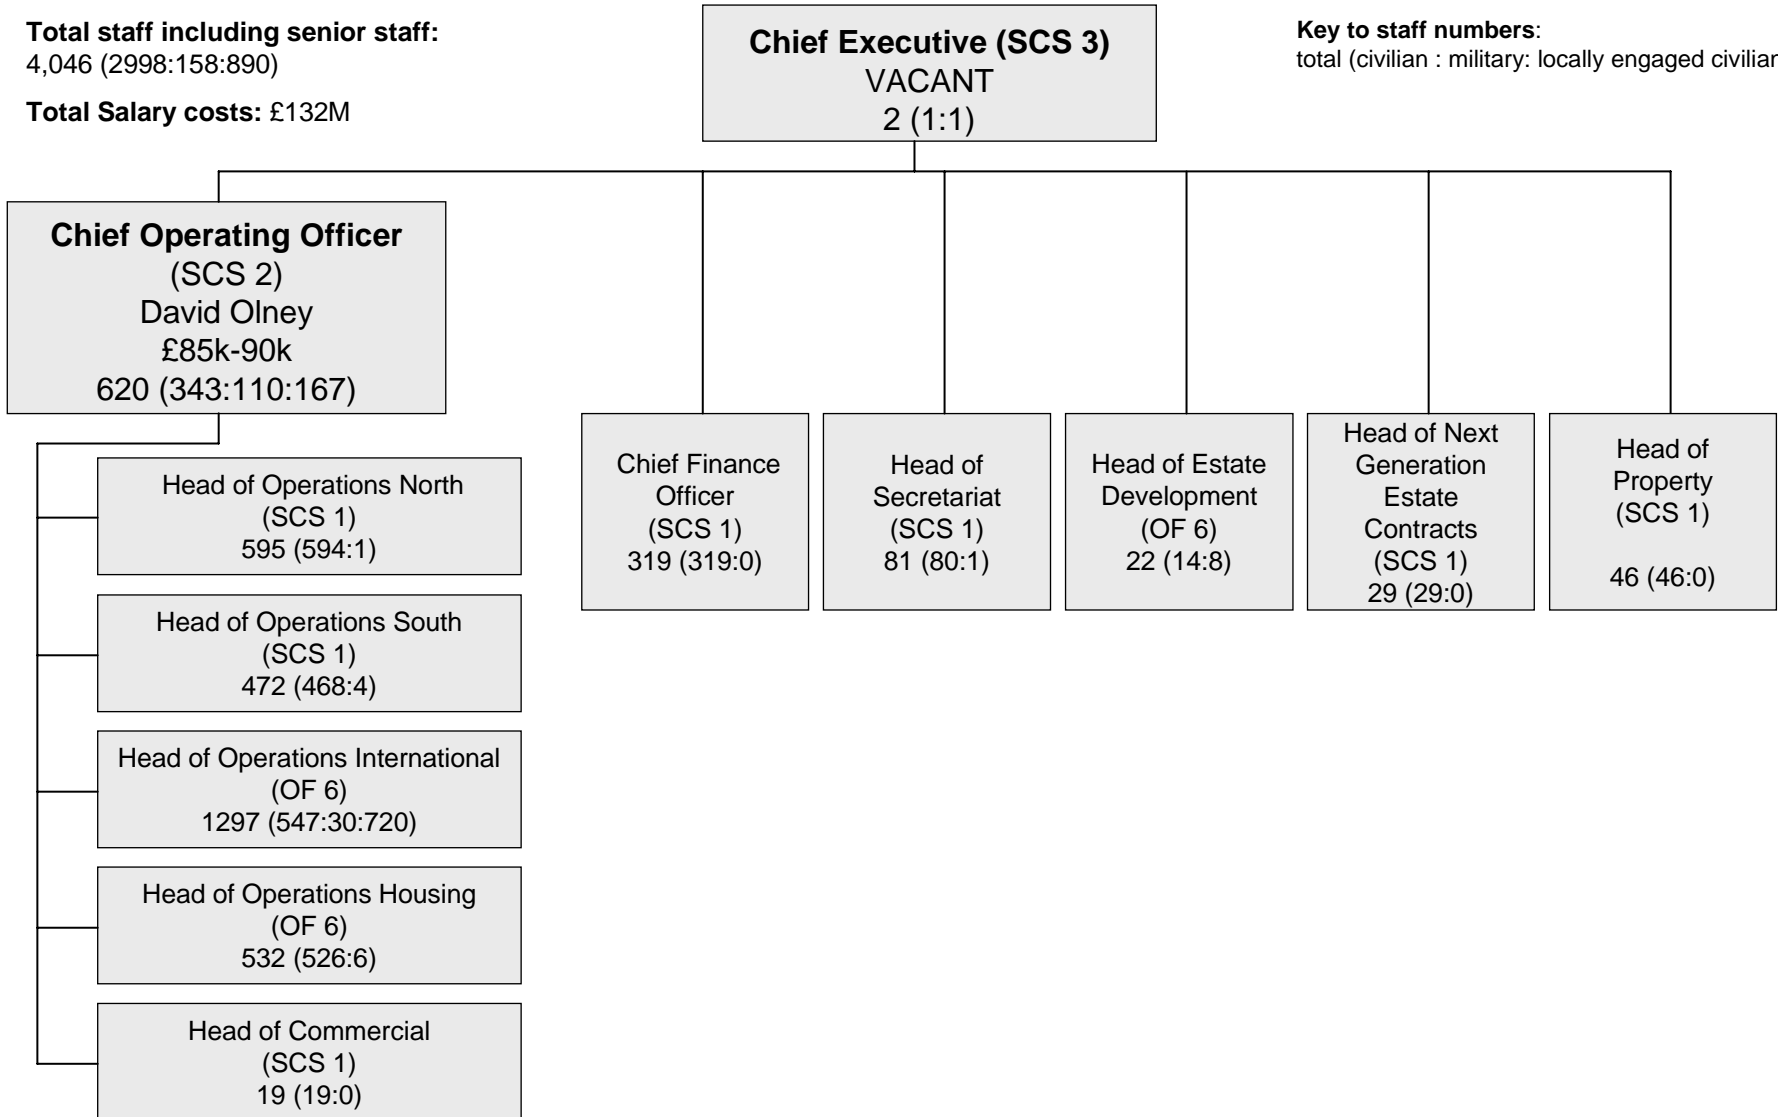 Total staff including senior staff:
4,046 (2998:158:890)
Total Salary costs: £132M
Chief Executive (SCS 3)
VACANT
2 (1:1)
Key to staff numbers:
total (civilian : military: locally engaged civilian
Chief Operating Officer
(SCS 2)
David Olney
£85k-90k
620 (343:110:167)
Head of Operations North
(SCS 1)
595 (594:1)
Head of Operations South
(SCS 1)
472 (468:4)
Head of Operations International
(OF 6)
1297 (547:30:720)
Head of Operations Housing
(OF 6)
532 (526:6)
Head of Commercial
(SCS 1)
19 (19:0)
Chief Finance
Officer
(SCS 1)
319 (319:0)
Head of
Secretariat
(SCS 1)
81 (80:1)
Head of Estate
Development
(OF 6)
22 (14:8)
Head of Next
Generation
Estate
Contracts
(SCS 1)
29 (29:0)
Head of
Property
(SCS 1)
46 (46:0)